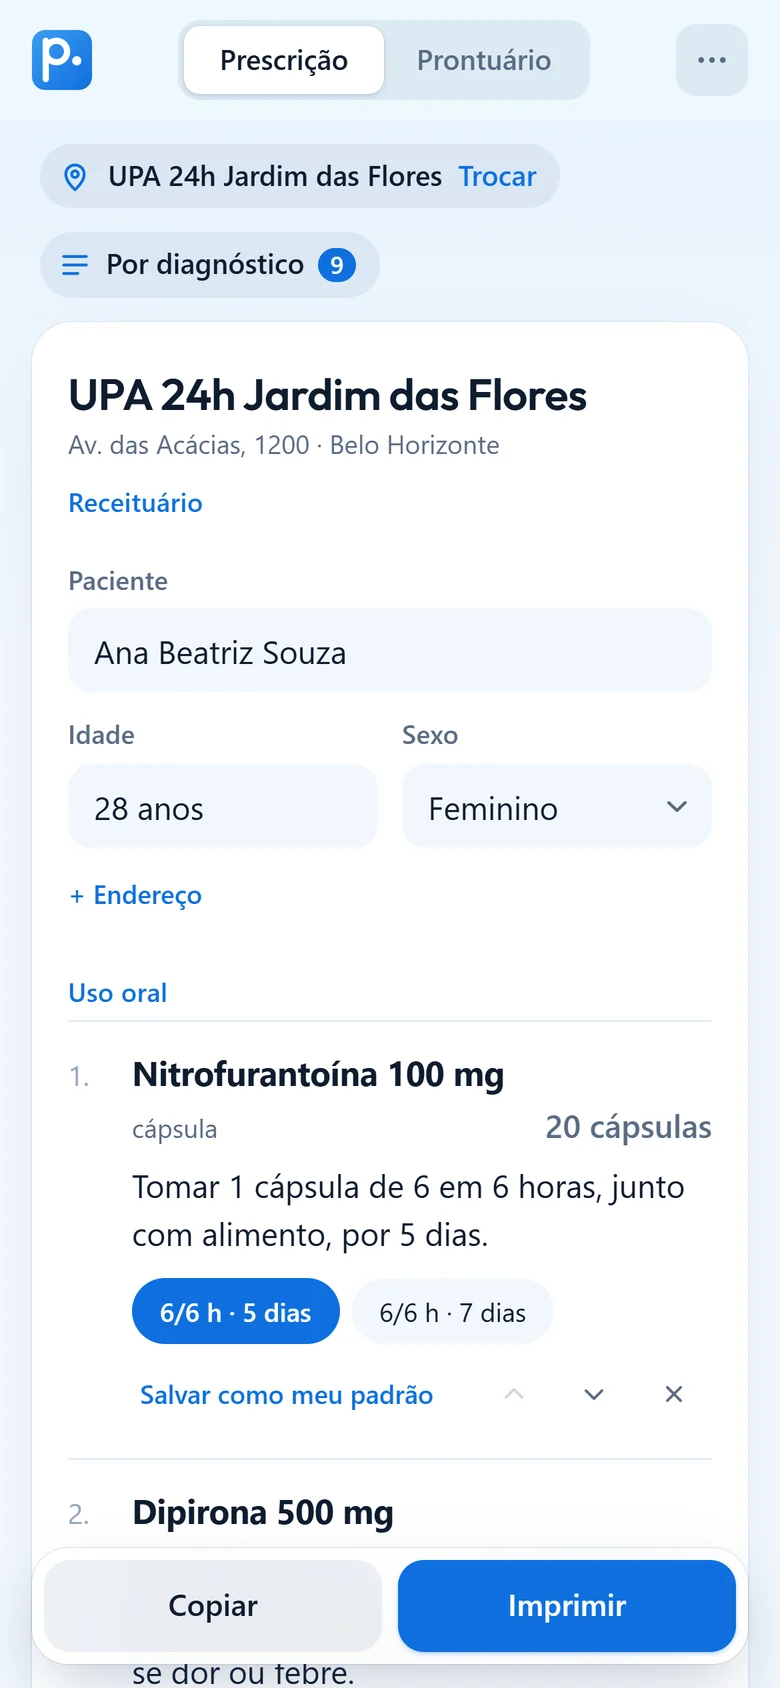 p.
Prescrição
Prontuário
UPA 24h Jardim das Flores Trocar
Por diagnóstico 9
UPA 24h Jardim das Flores
Av. das Acácias, 1200 · Belo Horizonte
Receituário
Paciente
Ana Beatriz Souza
Idade
Sexo
28 anos
Feminino
+ Endereço
Uso oral
1. Nitrofurantoína 100 mg
cápsula
20 cápsulas
Tomar 1 cápsula de 6 em 6 horas, junto
com alimento, por 5 dias.
6/6 h · 5 dias
6/6 h · 7 dias
Salvar como meu padrão
2. Dipirona 500 mg
Copiar
Imprimir
se dor ou febre.